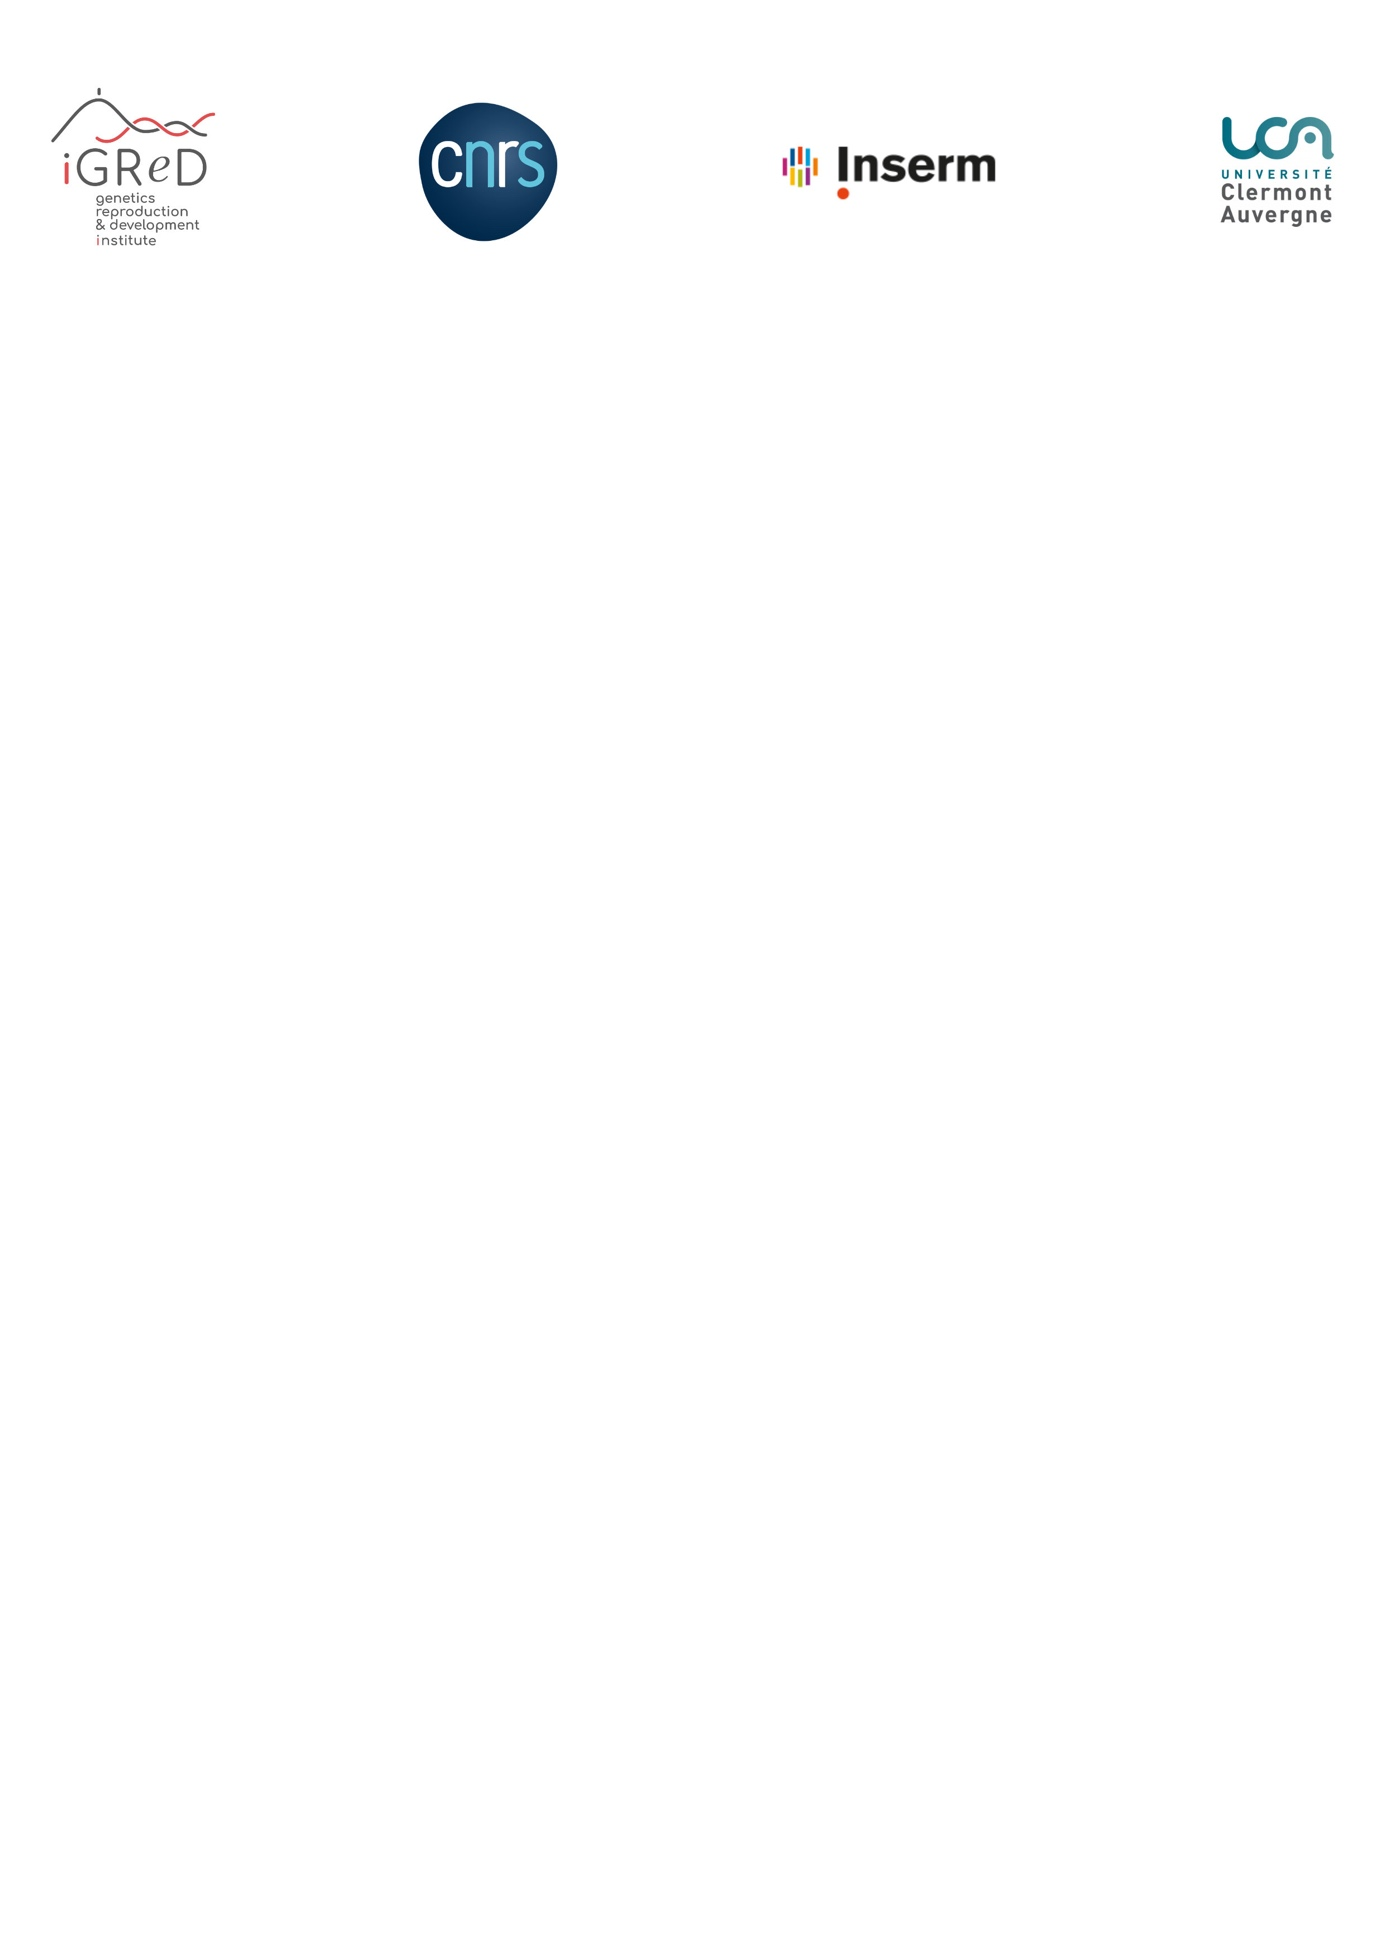 iGReD
genetics
reproduction
& development
institute
cnrs
Inserm
UCA
UNIVERSITÉ
Clermont
Auvergne